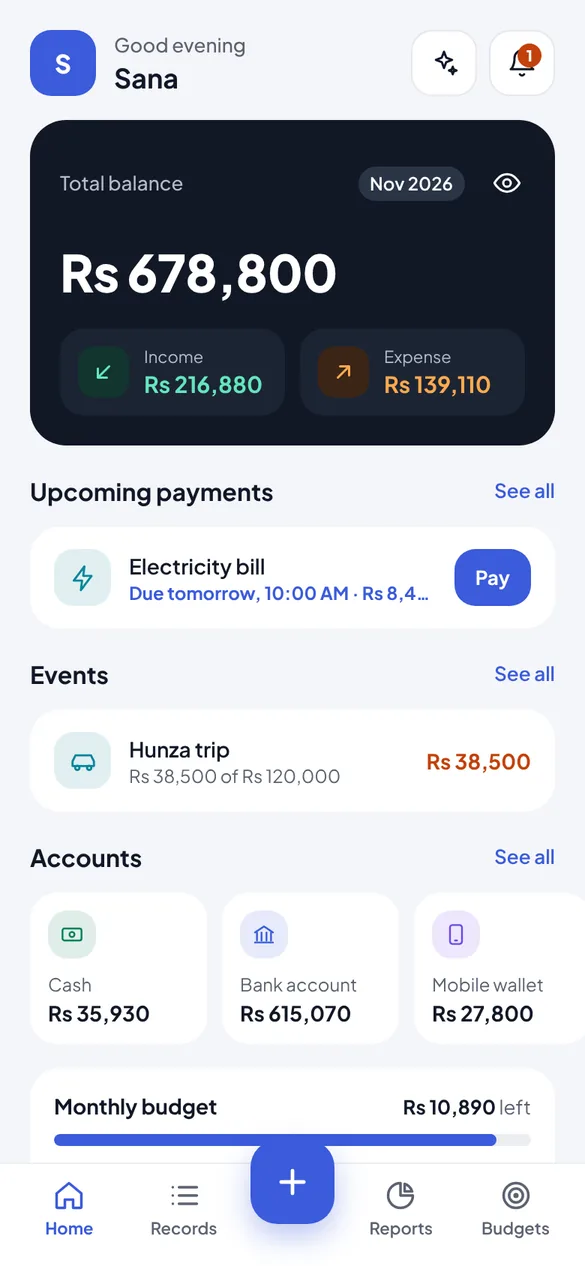 S
Good evening
Sana
1
Total balance
Nov 2026
Rs 678,800
Income
Rs 216,880
Expense
Rs 139,110
Upcoming payments
See all
Electricity bill
Due tomorrow, 10:00 AM · Rs 8,4…
Pay
Events
See all
Hunza trip
Rs 38,500 of Rs 120,000
Rs 38,500
Accounts
See all
Cash
Rs 35,930
Bank account
Rs 615,070
Mobile wallet
Rs 27,800
Monthly budget
Rs 10,890 left
Home
Records
Reports
Budgets